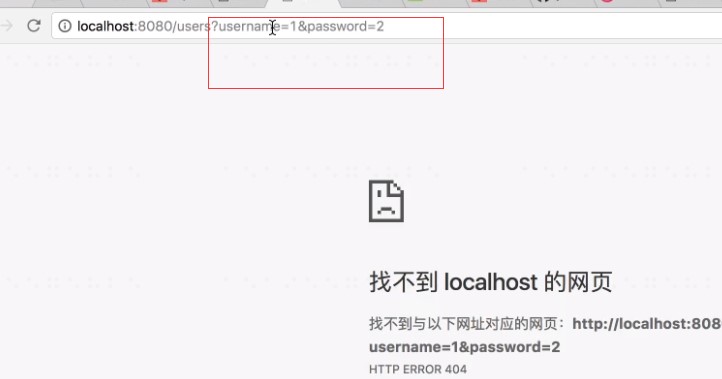 localhost:8080/users?username=1&password=2
找不到 localhost 的网页
找不到与以下网址对应的网页：http://localhost:808
username=1&password=2
HTTP ERROR 404